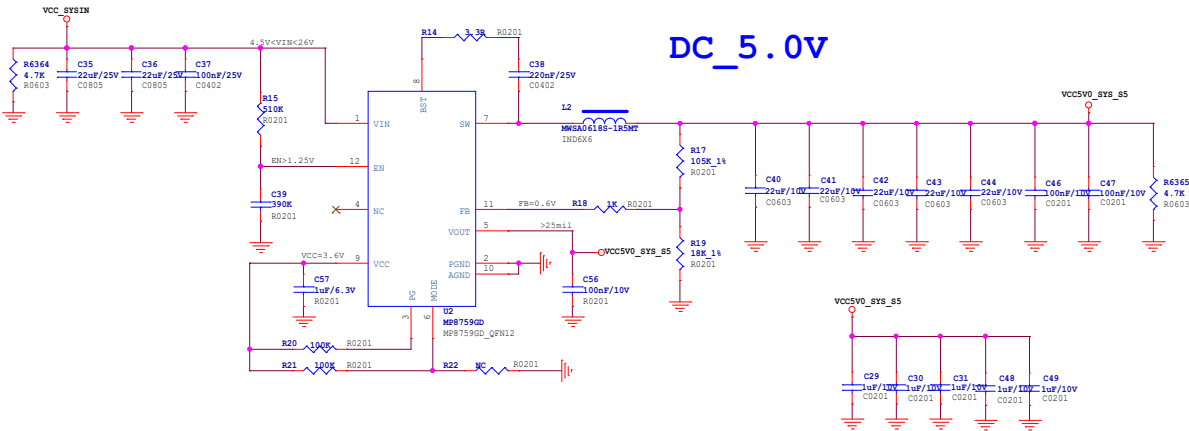 VCC_SYSIN
DC_5.0V
R14 3.3R R0201
4.5V<VIN<26V
R6364
4.7K
R0603
C35
22uF/25V
C0805
C36
22uF/25V
C0805
C37
100nF/25V
C0402
C38
220nF/25V
C0402
R15
510K
R0201
8
BST
1 VIN
SW 7
L2
MWSA0618S-1R5MT
IND6X6
VCC5V0_SYS_S5
EN>1.25V
12 EN
R17
105K_1%
R0201
C39
390K
R0201
4 NC
FB 11
FB=0.6V
R18 1K R0201
VOUT 5
>25mil
VCC5V0_SYS_S5
R19
18K_1%
R0201
C40
22uF/10V
C0603
C41
22uF/10V
C0603
C42
22uF/10V
C0603
C43
22uF/10V
C0603
C44
22uF/10V
C0603
C46
100nF/10V
C0201
C47
100nF/10V
C0201
R6365
4.7K
R0603
VCC=3.6V
9 VCC
PGND 2
AGND 10
C57
1uF/6.3V
R0201
C56
100nF/10V
R0201
PG
3
MODE
6
U2
MP8759GD
MP8759GD_QFN12
R20 100K R0201
R21 100K R0201
R22 NC R0201
VCC5V0_SYS_S5
C29
1uF/10V
C0201
C30
1uF/10V
C0201
C31
1uF/10V
C0201
C48
1uF/10V
C0201
C49
1uF/10V
C0201